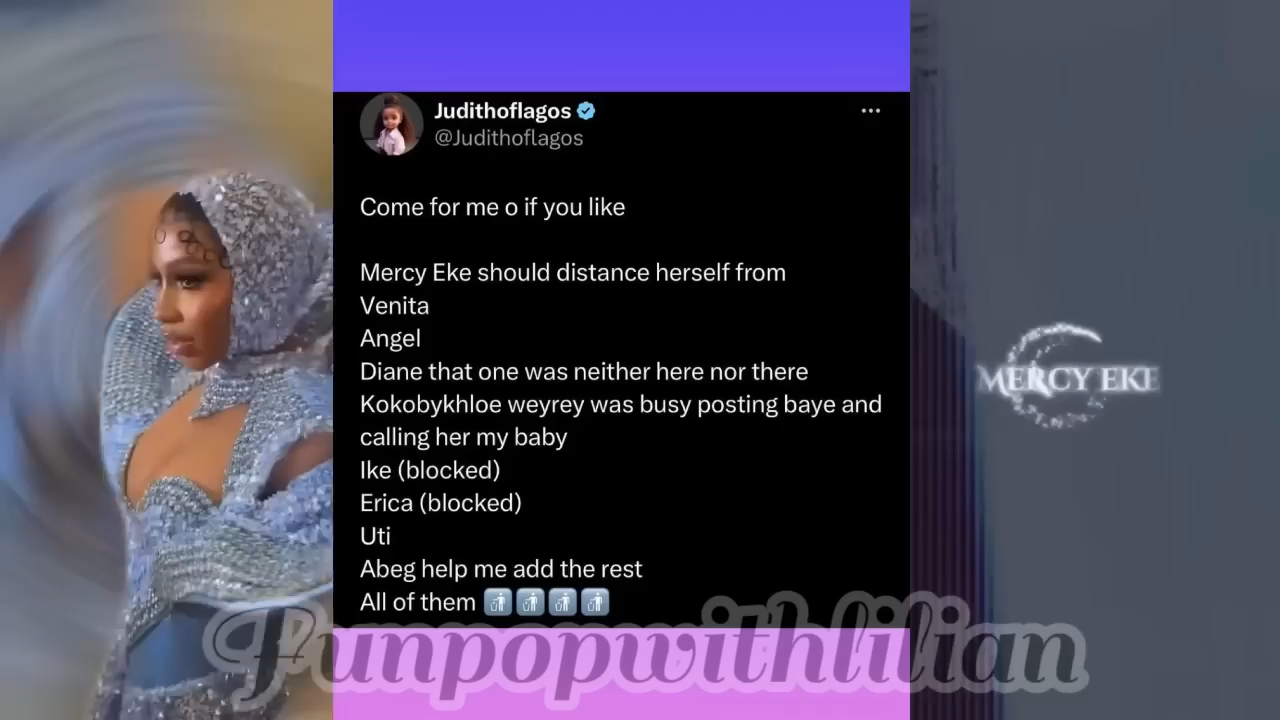 Judithoflagos
@Judithoflagos
Come for me o if you like
Mercy Eke should distance herself from
Venita
Angel
Diane that one was neither here nor there
Kokobykhloe weyrey was busy posting baye and
calling her my baby
Ike (blocked)
Erica (blocked)
Uti
Abeg help me add the rest
All of them 🚮🚮🚮🚮
MERCY EKE
Funpopwithlilian